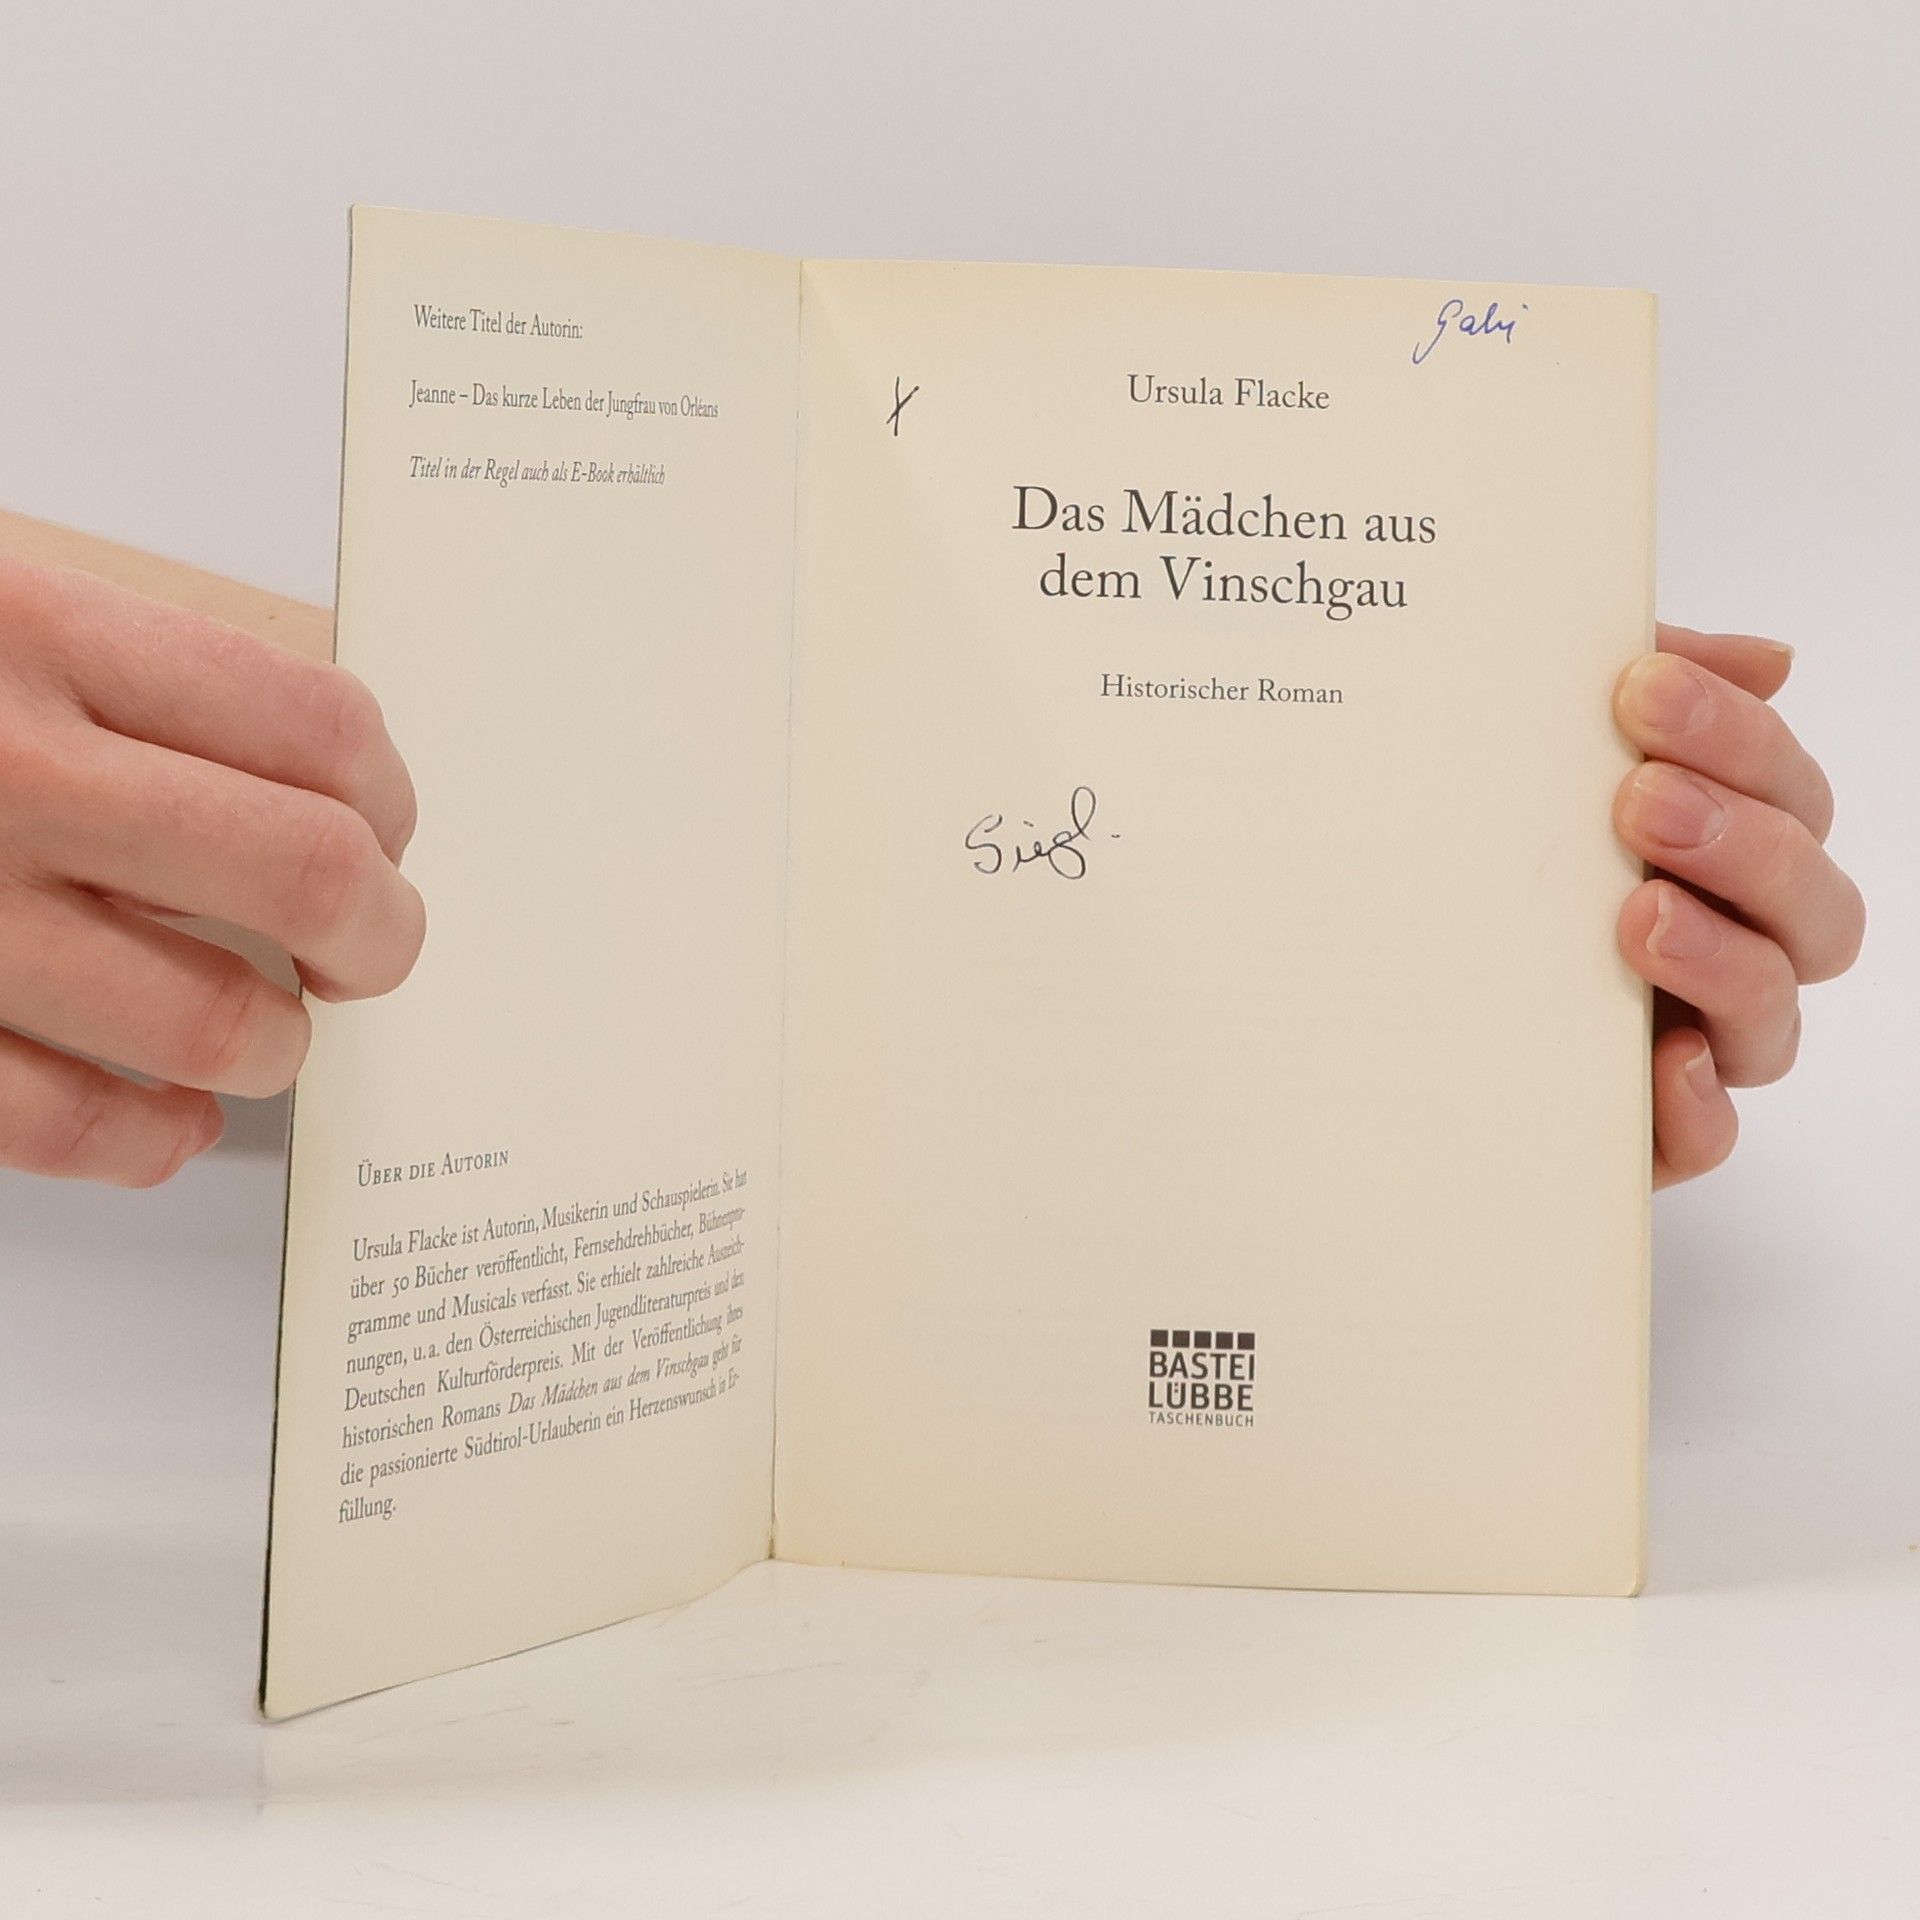 Weitere Titel der Autorin:
Jeanne – Das kurze Leben der Jungfrau von Orléans
Titel in der Regel auch als E-Book erhältlich
ÜBER DIE AUTORIN
Ursula Flacke ist Autorin, Musikerin und Schauspielerin. Sie hat
über 50 Bücher veröffentlicht, Fernsehdrehbücher, Bühnenpro-
gramme und Musicals verfasst. Sie erhielt zahlreiche Auszeich-
nungen, u. a. den Österreichischen Jugendliteraturpreis und den
Deutschen Kulturförderpreis. Mit der Veröffentlichung ihres
historischen Romans Das Mädchen aus dem Vinschgau geht für
die passionierte Südtirol-Urlauberin ein Herzenswunsch in Er-
füllung.
Gabi
Ursula Flacke
Das Mädchen aus
dem Vinschgau
Historischer Roman
Siegl.
BASTEI
LÜBBE
TASCHENBUCH